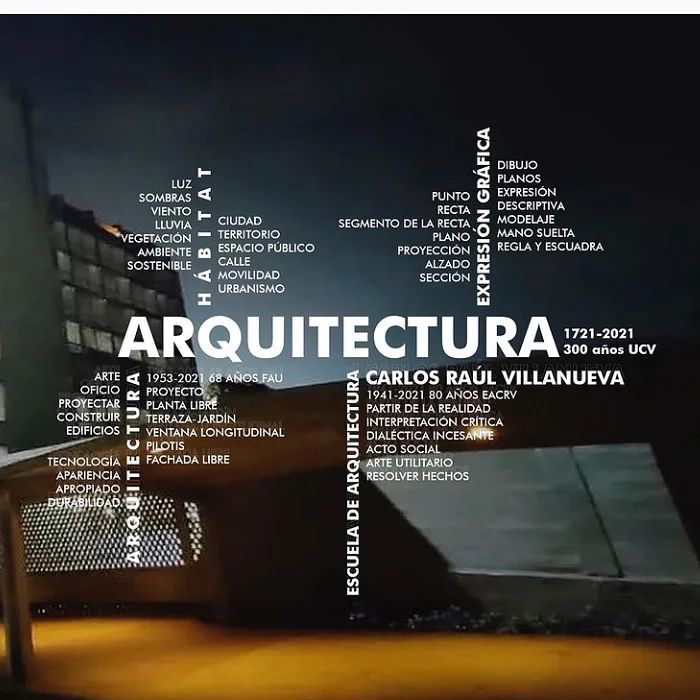 HÁBITAT
LUZ
SOMBRAS
VIENTO
LLUVIA
VEGETACIÓN
AMBIENTE
SOSTENIBLE
CIUDAD
TERRITORIO
ESPACIO PÚBLICO
CALLE
MOVILIDAD
URBANISMO
EXPRESIÓN GRÁFICA
PUNTO
RECTA
SEGMENTO DE LA RECTA
PLANO
PROYECCIÓN
ALZADO
SECCIÓN
DIBUJO
PLANOS
EXPRESIÓN
DESCRIPTIVA
MODELAJE
MANO SUELTA
REGLA Y ESCUADRA
ARQUITECTURA
1721-2021
300 años UCV
ARQUITECTURA
ARTE
OFICIO
PROYECTAR
CONSTRUIR
EDIFICIOS
TECNOLOGÍA
APARIENCIA
APROPIADO
DURABILIDAD
1953-2021 68 AÑOS FAU
PROYECTO
PLANTA LIBRE
TERRAZA-JARDÍN
VENTANA LONGITUDINAL
PILOTIS
FACHADA LIBRE
ESCUELA DE ARQUITECTURA
CARLOS RAÚL VILLANUEVA
1941-2021 80 AÑOS EACRV
PARTIR DE LA REALIDAD
INTERPRETACIÓN CRÍTICA
DIALÉCTICA INCESANTE
ACTO SOCIAL
ARTE UTILITARIO
RESOLVER HECHOS